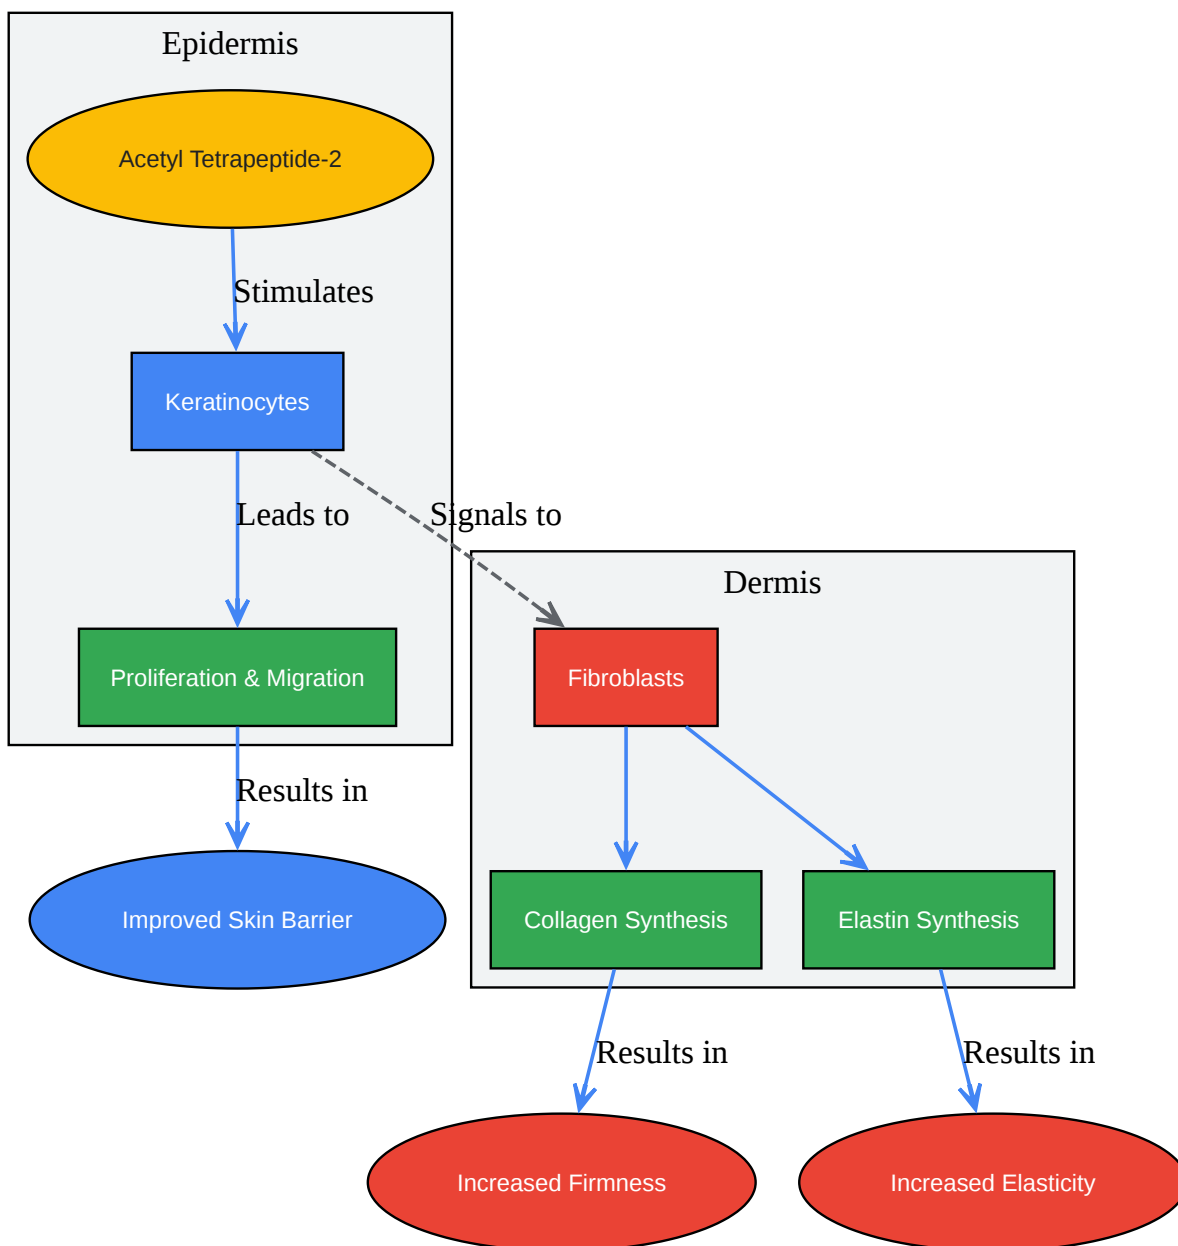 Epidermis
Acetyl Tetrapeptide-2
Stimulates
Keratinocytes
Leads to
Signals to
Dermis
Proliferation & Migration
Fibroblasts
Results in
Improved Skin Barrier
Collagen Synthesis
Elastin Synthesis
Results in
Results in
Increased Firmness
Increased Elasticity